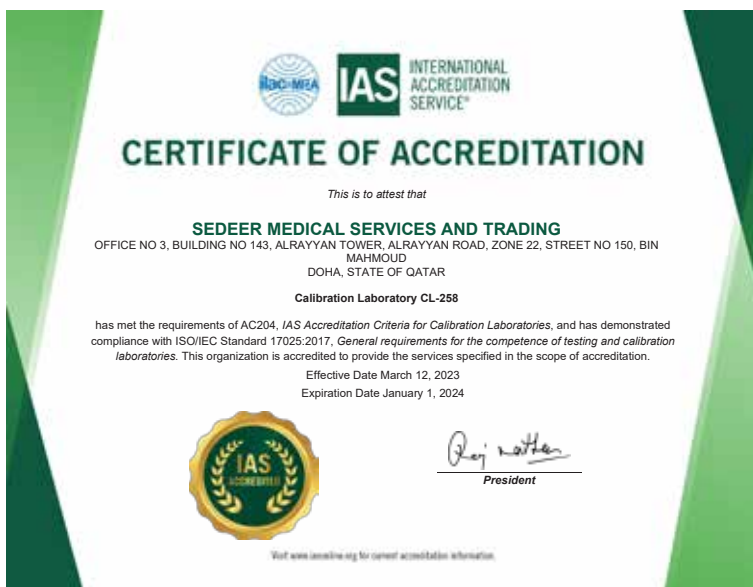 ilac-MRA
IAS
INTERNATIONAL
ACCREDITATION
SERVICE®
CERTIFICATE OF ACCREDITATION
This is to attest that
SEDEER MEDICAL SERVICES AND TRADING
OFFICE NO 3, BUILDING NO 143, ALRAYYAN TOWER, ALRAYYAN ROAD, ZONE 22, STREET NO 150, BIN
MAHMOUD
DOHA, STATE OF QATAR
Calibration Laboratory CL-258
has met the requirements of AC204, IAS Accreditation Criteria for Calibration Laboratories, and has demonstrated
compliance with ISO/IEC Standard 17025:2017, General requirements for the competence of testing and calibration
laboratories. This organization is accredited to provide the services specified in the scope of accreditation.
Effective Date March 12, 2023
Expiration Date January 1, 2024
IAS
ACCREDITED
Raj Nathan
President
Visit www.iasonline.org for current accreditation information.